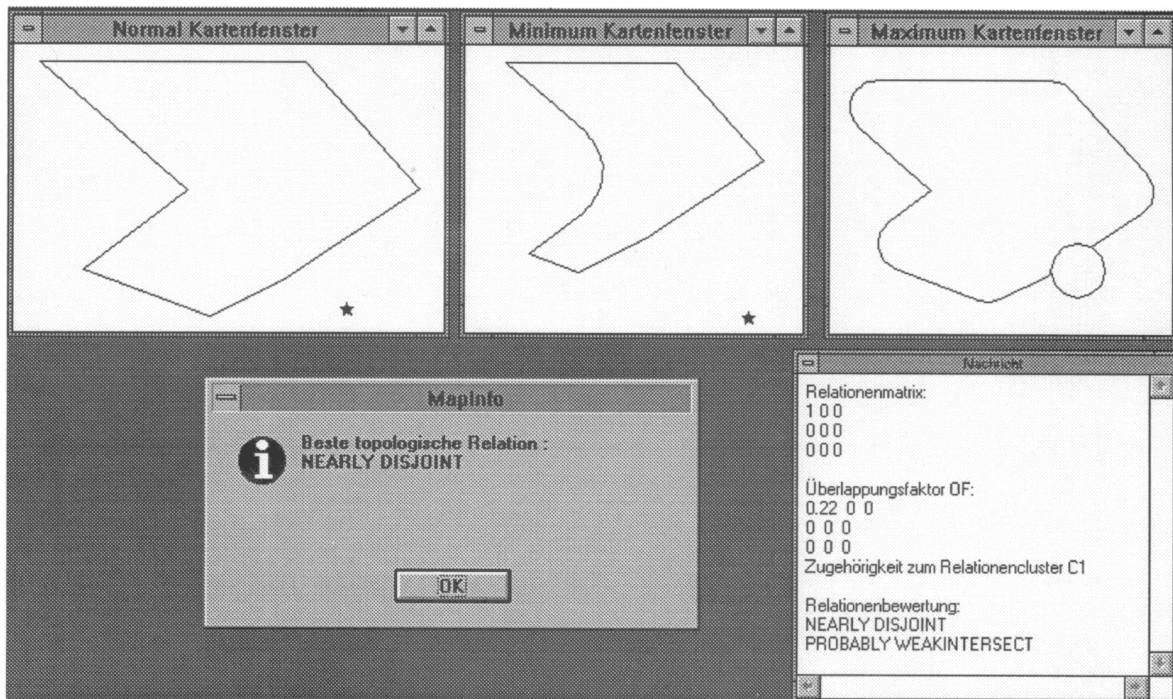 Normal Kartenfenster
Minimum Kartenfenster
Maximum Kartenfenster
MapInfo
Beste topologische Relation :
NEARLY DISJOINT
OK
Nachricht
Relationenmatrix:
1 0 0
0 0 0
0 0 0
Überlappungsfaktor OF:
0.22 0 0
0 0 0
0 0 0
Zugehörigkeit zum Relationencluster C1
Relationenbewertung:
NEARLY DISJOINT
PROBABLY WEAKINTERSECT